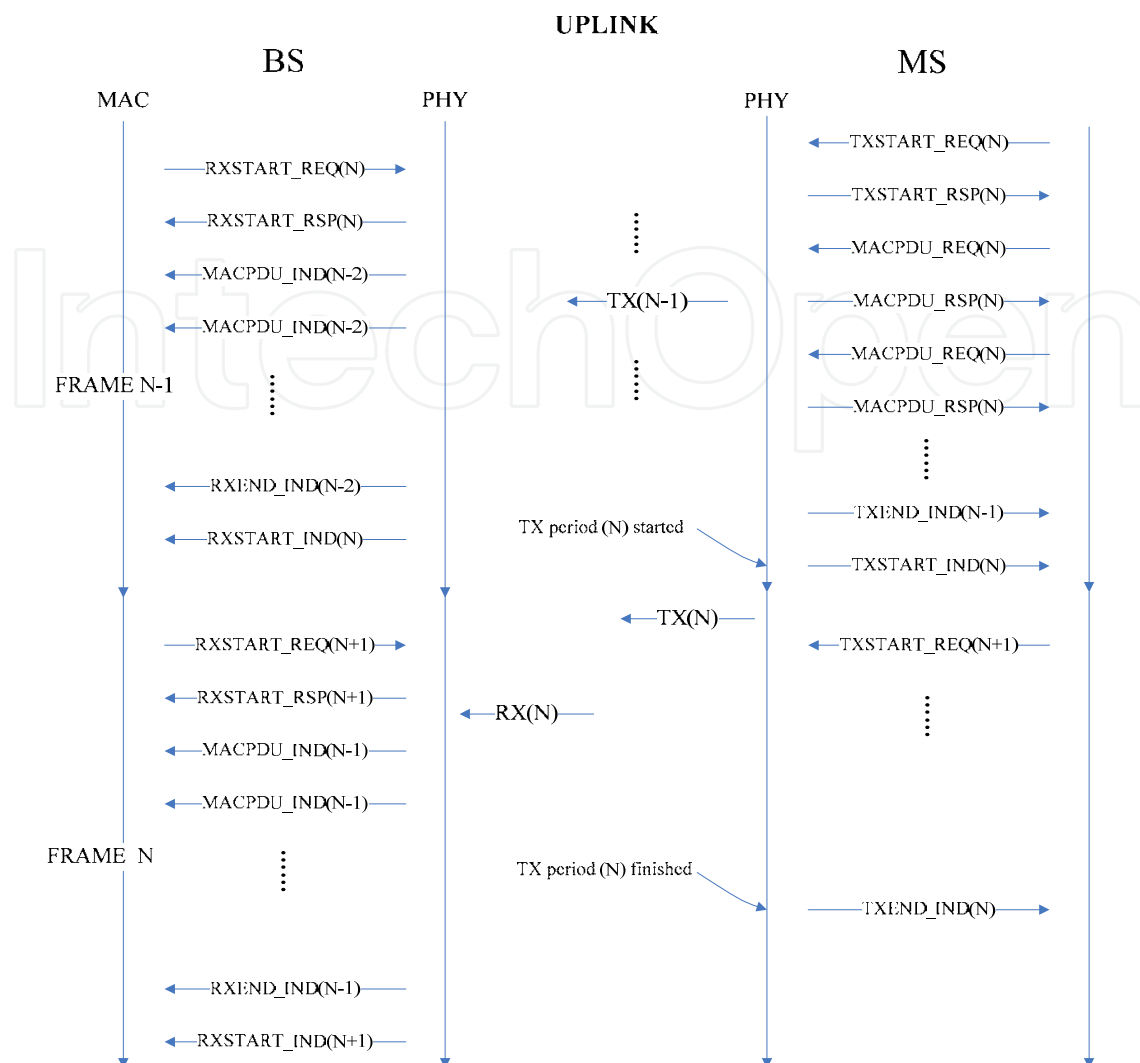 UPLINK
BS
MS
MAC
PHY
PHY
TXSTART_REQ(N)
RXSTART_REQ(N)
TXSTART_RSP(N)
RXSTART_RSP(N)
MACPDU_REQ(N)
MACPDU_IND(N-2)
TX(N-1)
MACPDU_RSP(N)
MACPDU_IND(N-2)
MACPDU_REQ(N)
IntechOpen
FRAME N-1
MACPDU_RSP(N)
RXEND_IND(N-2)
TXEND_IND(N-1)
TX period (N) started
RXSTART_IND(N)
TXSTART_IND(N)
TX(N)
RXSTART_REQ(N+1)
TXSTART_REQ(N+1)
RXSTART_RSP(N+1)
RX(N)
MACPDU_IND(N-1)
MACPDU_IND(N-1)
FRAME N
TX period (N) finished
TXEND_IND(N)
RXEND_IND(N-1)
RXSTART_IND(N+1)